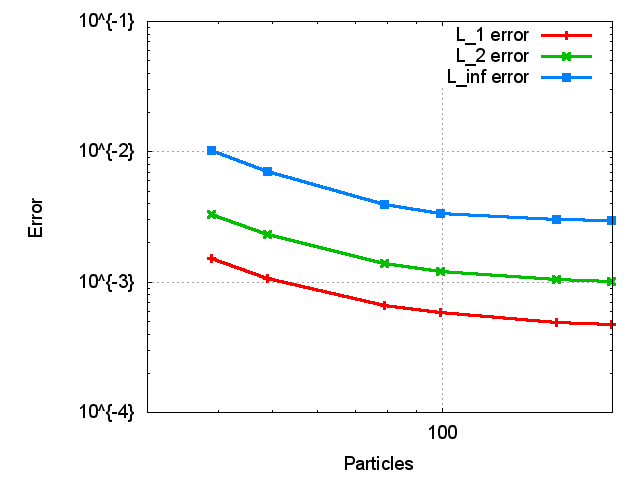 10^{-1}
L_1 error
L_2 error
L_inf error
10^{-2}
Error
10^{-3}
10^{-4}
100
Particles